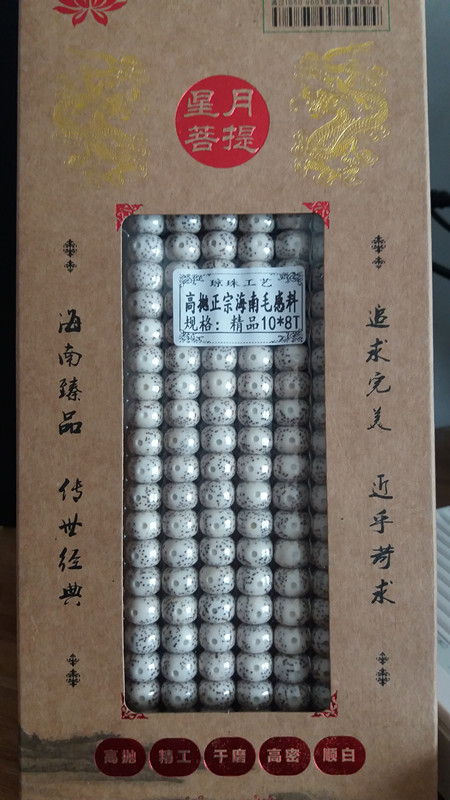 星月
菩提
琼珠工艺
高抛正宗海南毛感料
规格：精品10*8T
海南臻品 传世经典
追求完美 近乎苛求
高抛 精工 干磨 高密 顺白